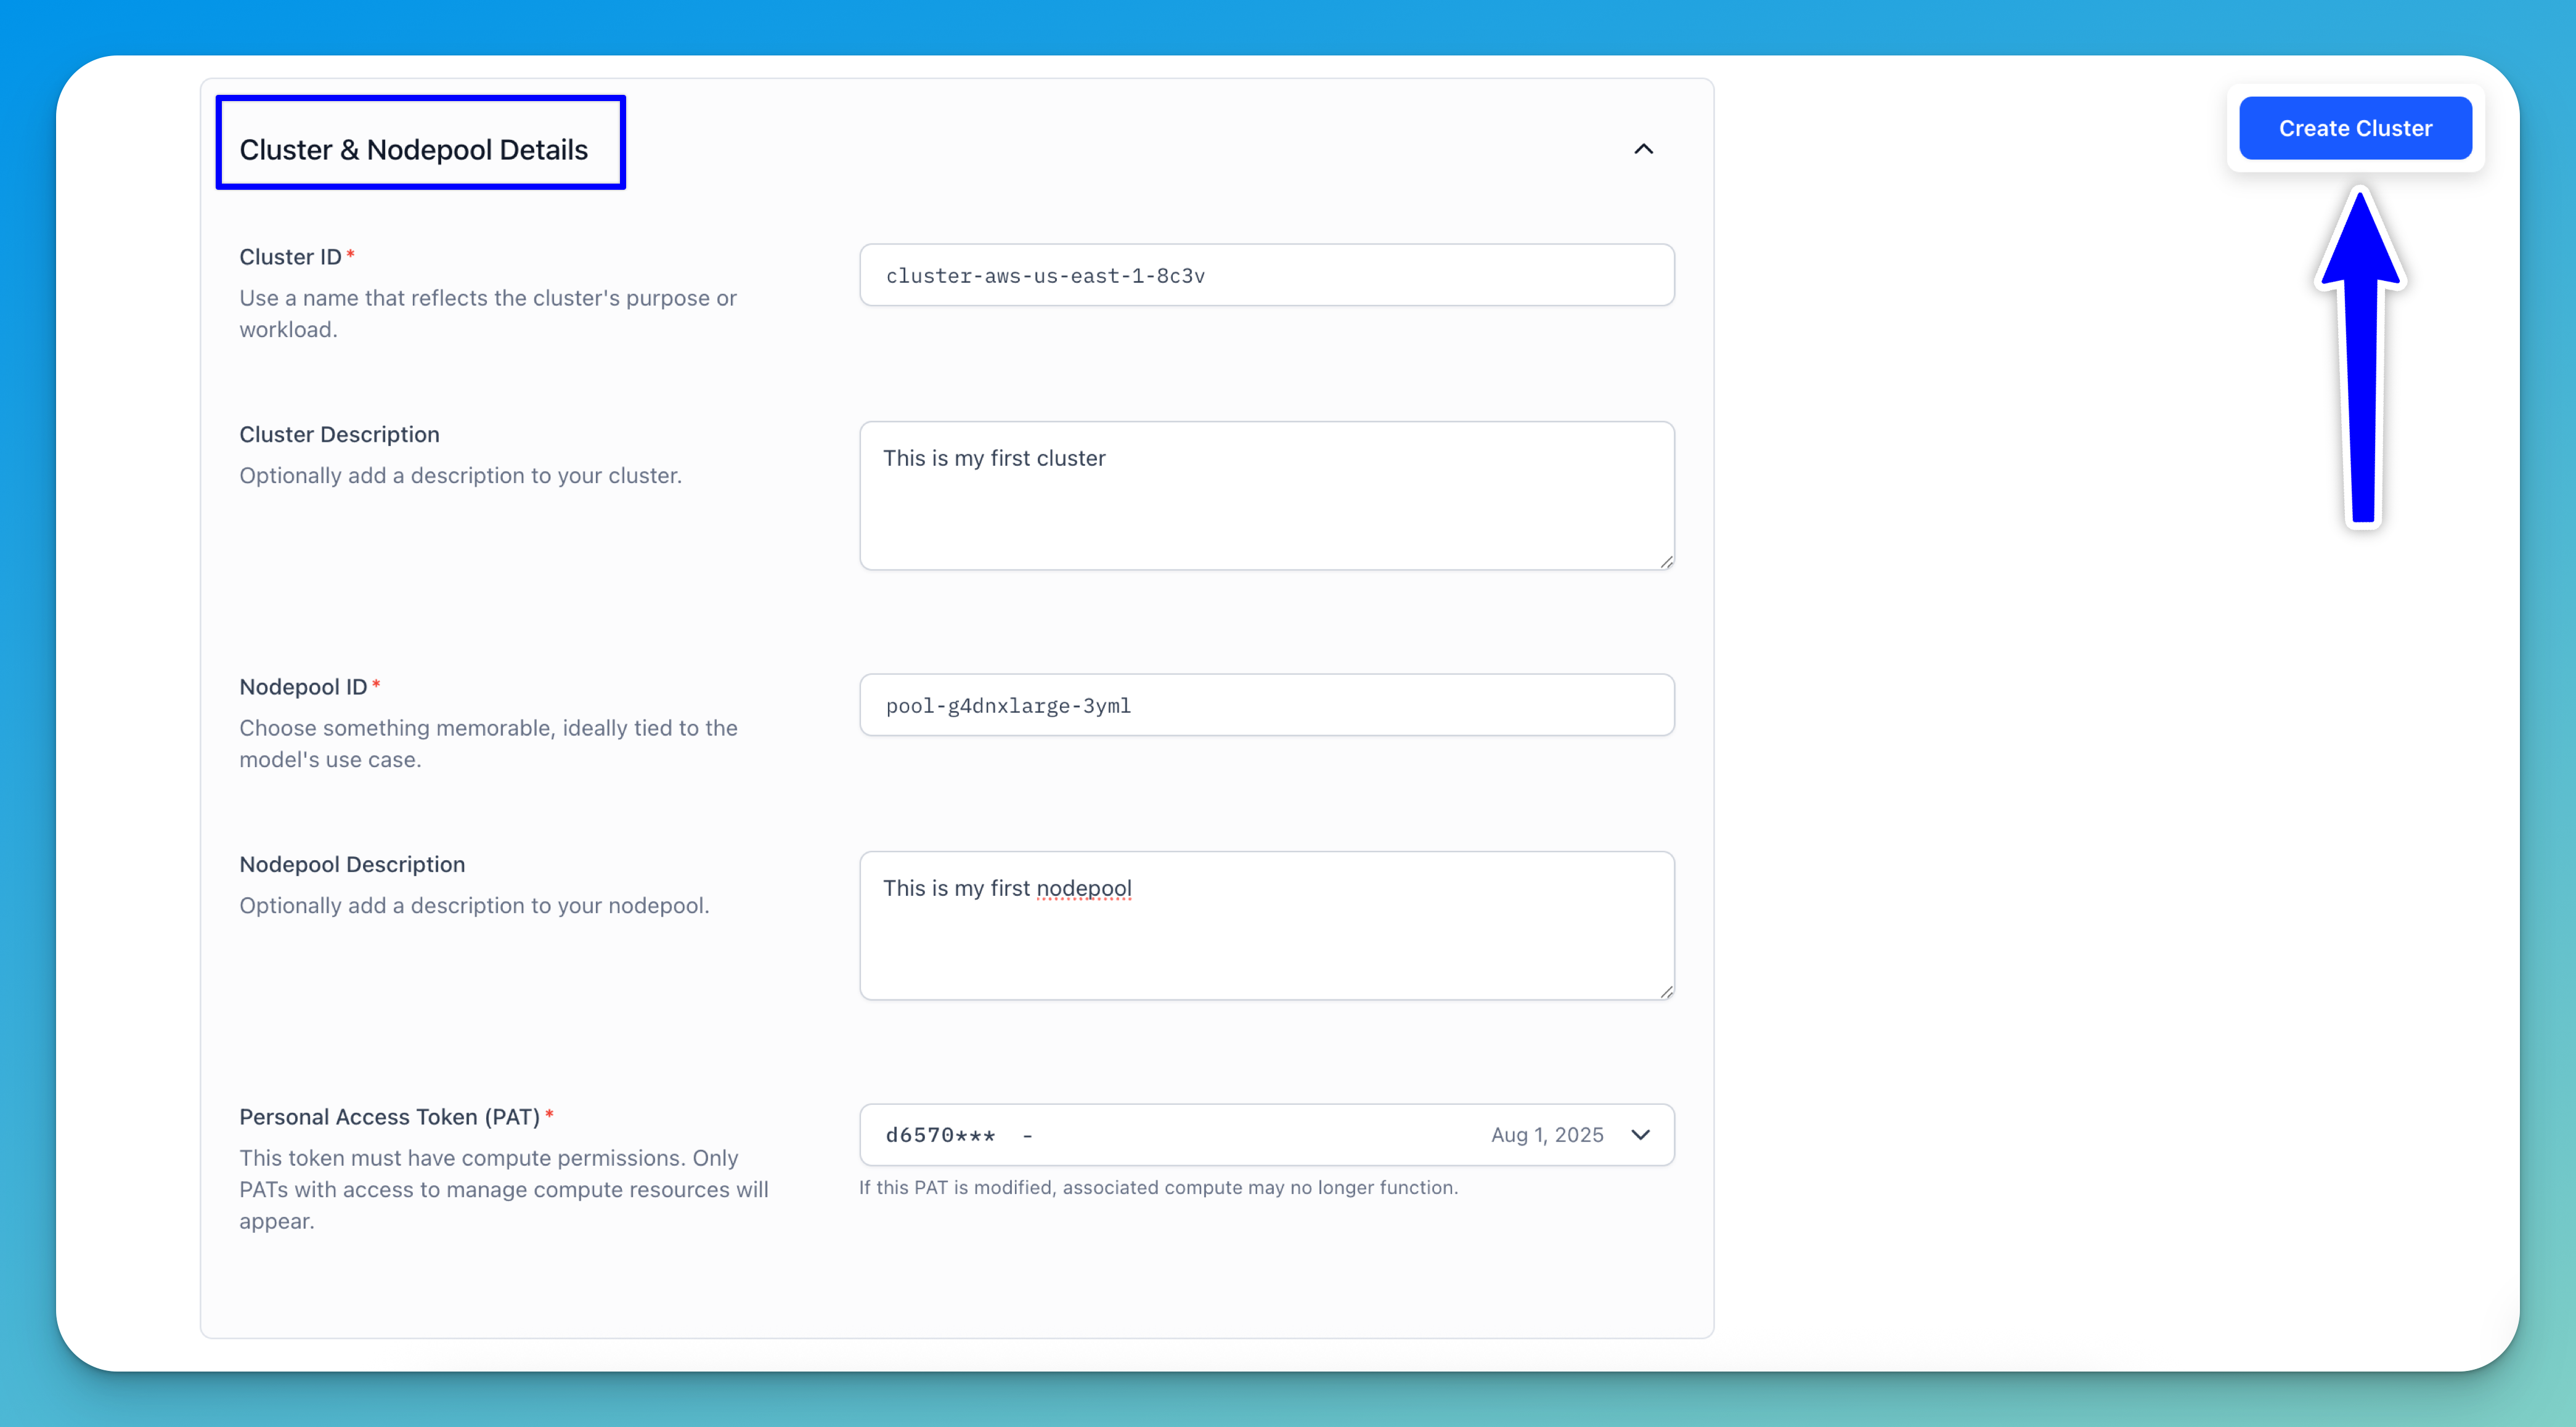 Cluster & Nodepool Details
Create Cluster
Cluster ID*
cluster-aws-us-east-1-8c3v
Use a name that reflects the cluster's purpose or
workload.
Cluster Description
This is my first cluster
Optionally add a description to your cluster.
Nodepool ID*
pool-g4dnxlarge-3yml
Choose something memorable, ideally tied to the
model's use case.
Nodepool Description
This is my first nodepool
Optionally add a description to your nodepool.
Personal Access Token (PAT)*
d6570*** - Aug 1, 2025
This token must have compute permissions. Only
PATs with access to manage compute resources will
appear.
If this PAT is modified, associated compute may no longer function.